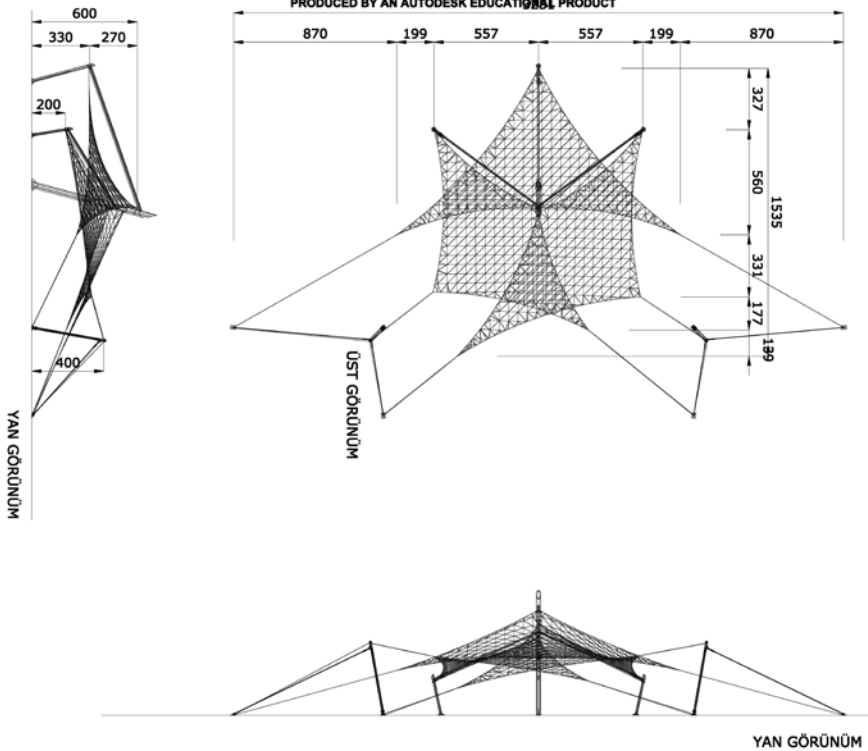 PRODUCED BY AN AUTODESK EDUCATIONAL PRODUCT
600
330 270
200
400
YAN GÖRÜNÜM
870 199 557 557 199 870
327
560
1535
331
177
139
ÜST GÖRÜNÜM
YAN GÖRÜNÜM